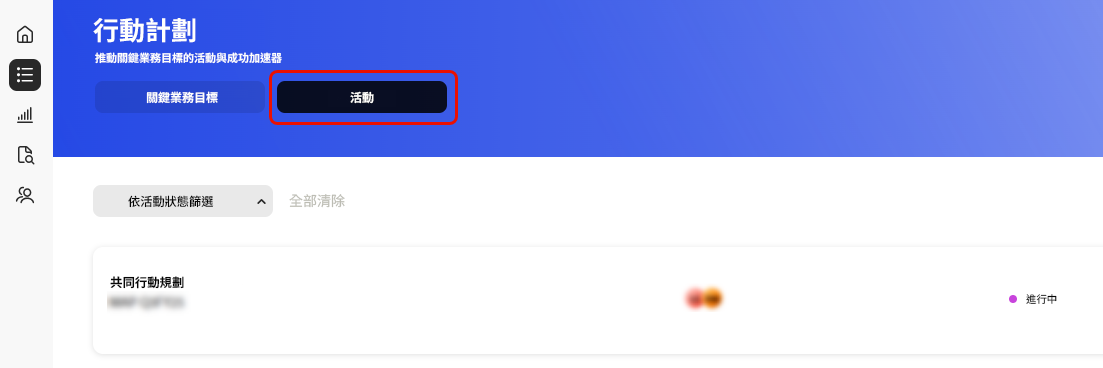 行動計劃
推動關鍵業務目標的活動與成功加速器
關鍵業務目標
活動
依活動狀態篩選
全部清除
共同行動規劃
進行中